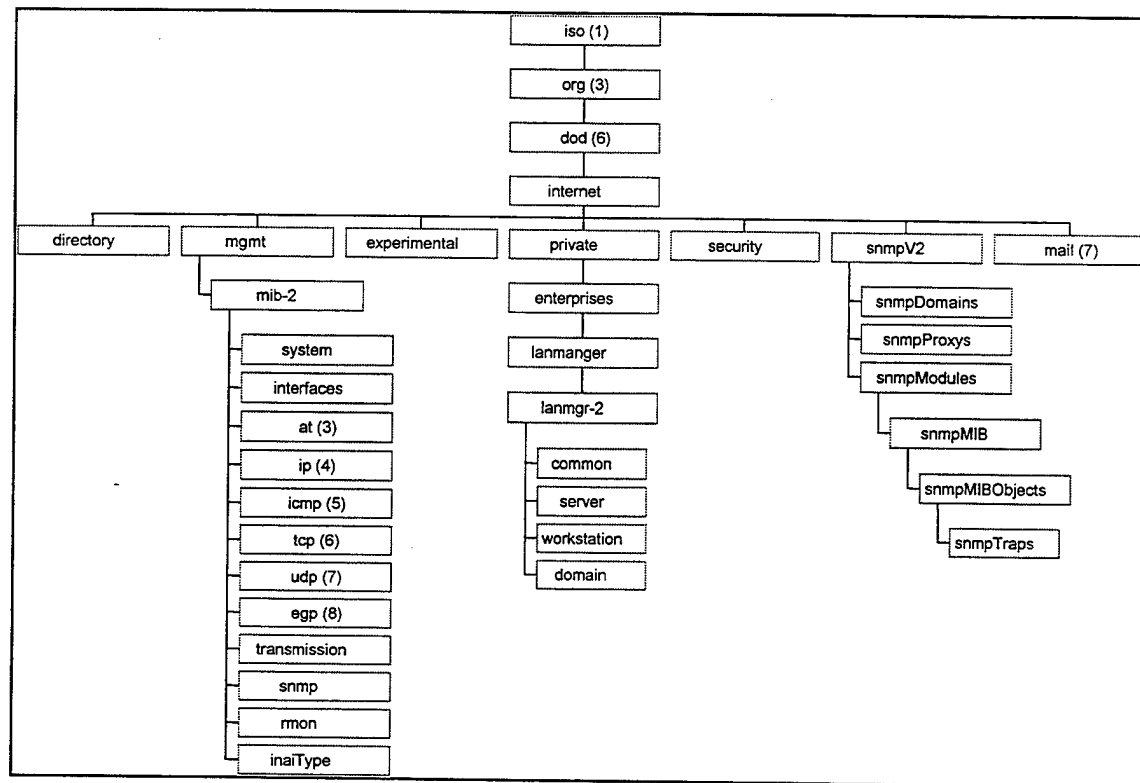 iso (1)
org (3)
dod (6)
internet
directory
mgmt
experimental
private
security
snmpV2
mail (7)
mib-2
system
interfaces
at (3)
ip (4)
icmp (5)
tcp (6)
udp (7)
egp (8)
transmission
snmp
rmon
inaiType
enterprises
lanmanger
lanmgr-2
common
server
workstation
domain
snmpDomains
snmpProxys
snmpModules
snmpMIB
snmpMIBObjects
snmpTraps